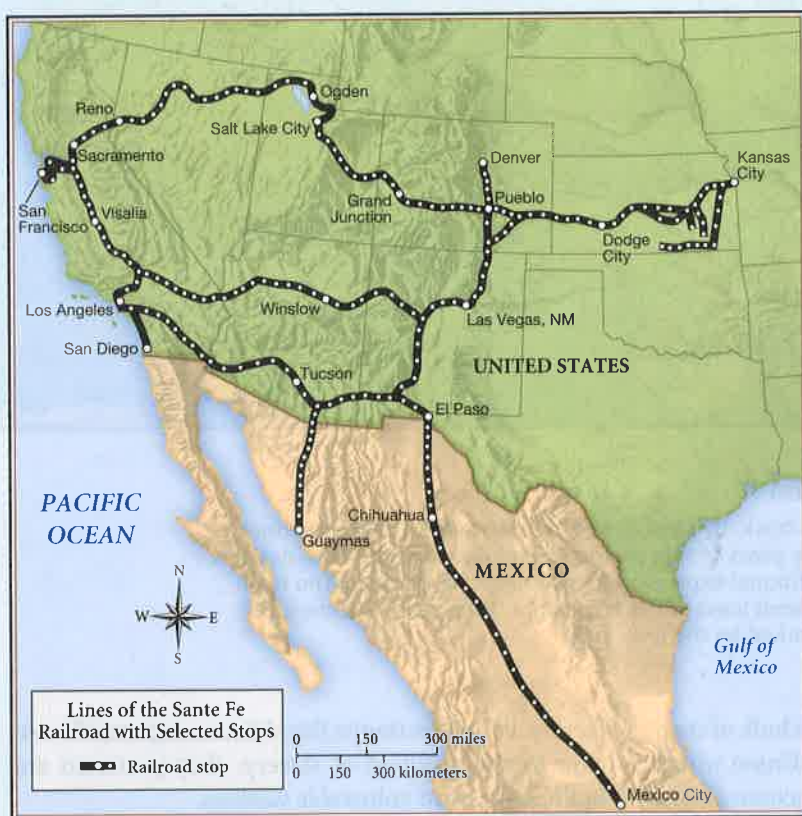 Reno
Ogden
Salt Lake City
Sacramento
Denver
Kansas
City
San
Francisco
Visalia
Grand
Junction
Pueblo
Dodge
City
Los Angeles
Winslow
Las Vegas, NM
San Diego
UNITED STATES
Tucson
El Paso
PACIFIC
OCEAN
Chihuahua
Guaymas
MEXICO
N
W
E
S
Gulf of
Mexico
Lines of the Sante Fe
Railroad with Selected Stops
Railroad stop
0 150 300 miles
0 150 300 kilometers
Mexico City